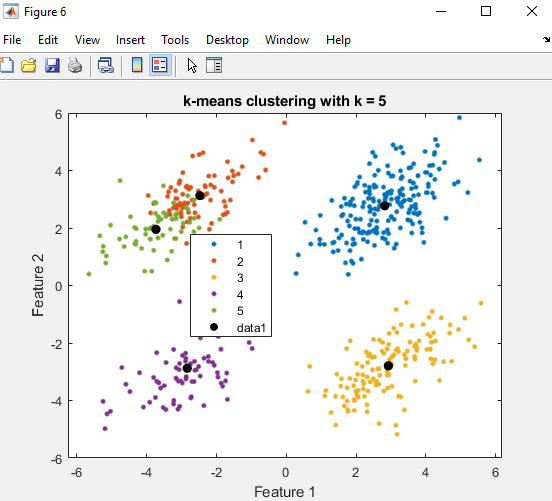 Figure 6
File Edit View Insert Tools Desktop Window Help
k-means clustering with k = 5
6
4
2
0
-2
-4
-6
Feature 2
1
2
3
4
5
data1
-6 -4 -2 0 2 4 6
Feature 1